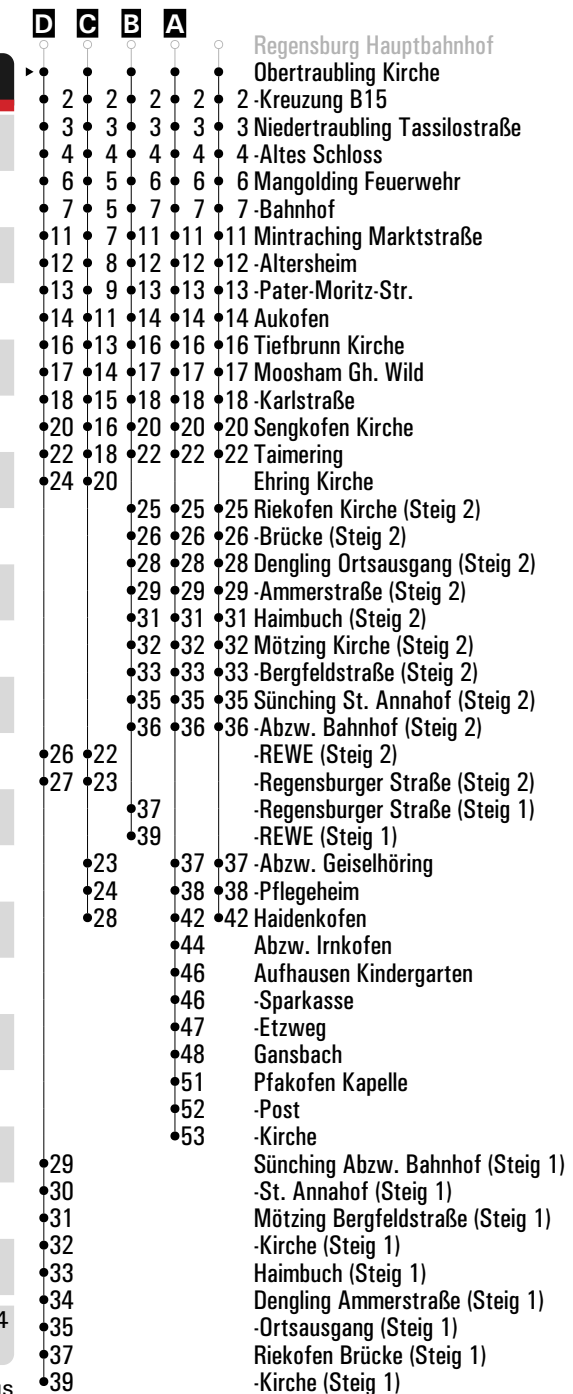 D C B A
Regensburg Hauptbahnhof
Obertraubling Kirche
2 2 2 2 2 -Kreuzung B15
3 3 3 3 3 Niedertraubling Tassilostraße
4 4 4 4 4 -Altes Schloss
6 5 6 6 6 Mangolding Feuerwehr
7 5 7 7 7 -Bahnhof
11 7 11 11 11 Mintraching Marktstraße
12 8 12 12 12 -Altersheim
13 9 13 13 13 -Pater-Moritz-Str.
14 11 14 14 14 Aukofen
16 13 16 16 16 Tiefbrunn Kirche
17 14 17 17 17 Moosham Gh. Wild
18 15 18 18 18 -Karlstraße
20 16 20 20 20 Sengkofen Kirche
22 18 22 22 22 Taimering
24 20 Ehring Kirche
25 25 25 Riekofen Kirche (Steig 2)
26 26 26 -Brücke (Steig 2)
28 28 28 Dengling Ortsausgang (Steig 2)
29 29 29 -Ammerstraße (Steig 2)
31 31 31 Haimbuch (Steig 2)
32 32 32 Mötzing Kirche (Steig 2)
33 33 33 -Bergfeldstraße (Steig 2)
35 35 35 Sünching St. Annahof (Steig 2)
36 36 36 -Abzw. Bahnhof (Steig 2)
26 22 -REWE (Steig 2)
27 23 -Regensburger Straße (Steig 2)
37 -Regensburger Straße (Steig 1)
39 -REWE (Steig 1)
23 37 37 -Abzw. Geiselhöring
24 38 38 -Pflegeheim
28 42 42 Haidenkofen
44 Abzw. Irnkofen
46 Aufhausen Kindergarten
46 -Sparkasse
47 -Etzweg
48 Gansbach
51 Pfakofen Kapelle
52 -Post
53 -Kirche
29 Sünching Abzw. Bahnhof (Steig 1)
30 -St. Annahof (Steig 1)
31 Mötzing Bergfeldstraße (Steig 1)
32 -Kirche (Steig 1)
33 Haimbuch (Steig 1)
34 Dengling Ammerstraße (Steig 1)
35 -Ortsausgang (Steig 1)
37 Riekofen Brücke (Steig 1)
39 -Kirche (Steig 1)